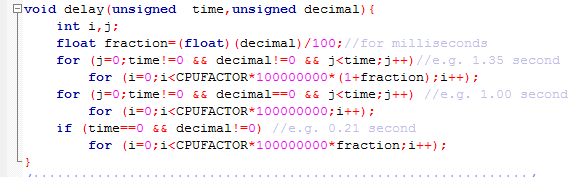 void delay(unsigned  time,unsigned decimal){
    int i,j;
    float fraction=(float)(decimal)/100;//for milliseconds
    for (j=0;time!=0 && decimal!=0 && j<time;j++)//e.g. 1.35 second
        for (i=0;i<CPUFACTOR*100000000*(1+fraction);i++);
    for (j=0;time!=0 && decimal==0 && j<time;j++) //e.g. 1.00 second
        for (i=0;i<CPUFACTOR*100000000;i++);
    if (time==0 && decimal!=0) //e.g. 0.21 second
        for (i=0;i<CPUFACTOR*100000000*fraction;i++);
}